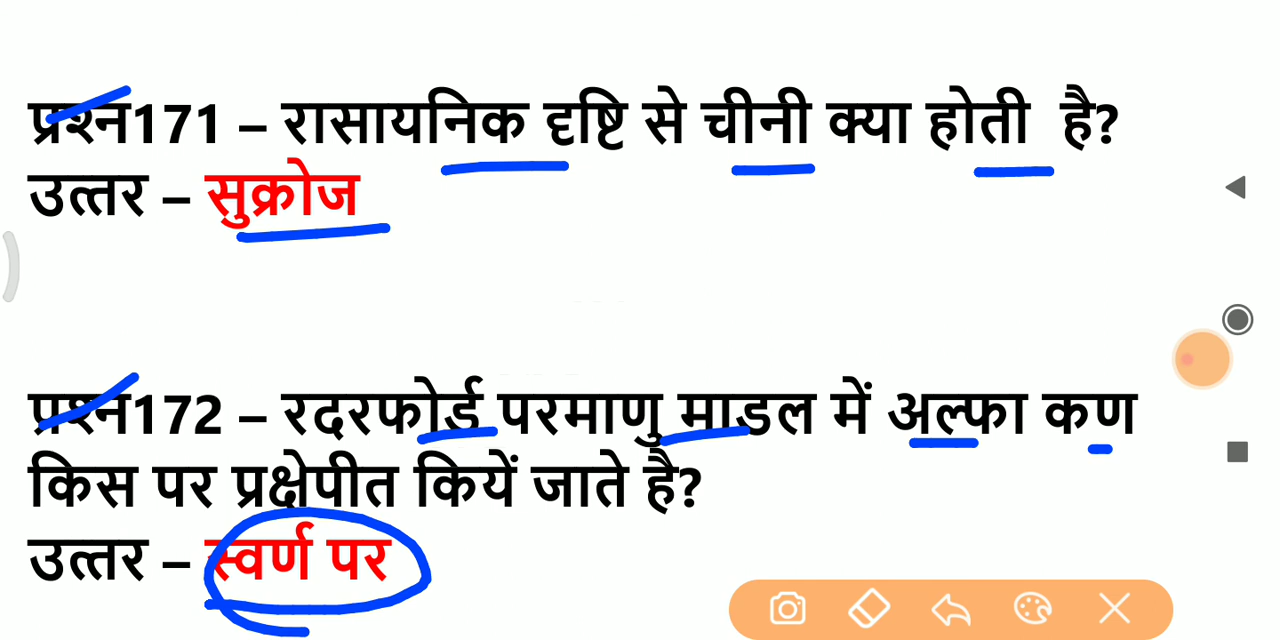 प्रश्न171 – रासायनिक दृष्टि से चीनी क्या होती है?
उत्तर – सुक्रोज
प्रश्न172 – रदरफोर्ड परमाणु माडल में अल्फा कण
किस पर प्रक्षेपीत कियें जाते है?
उत्तर – स्वर्ण पर